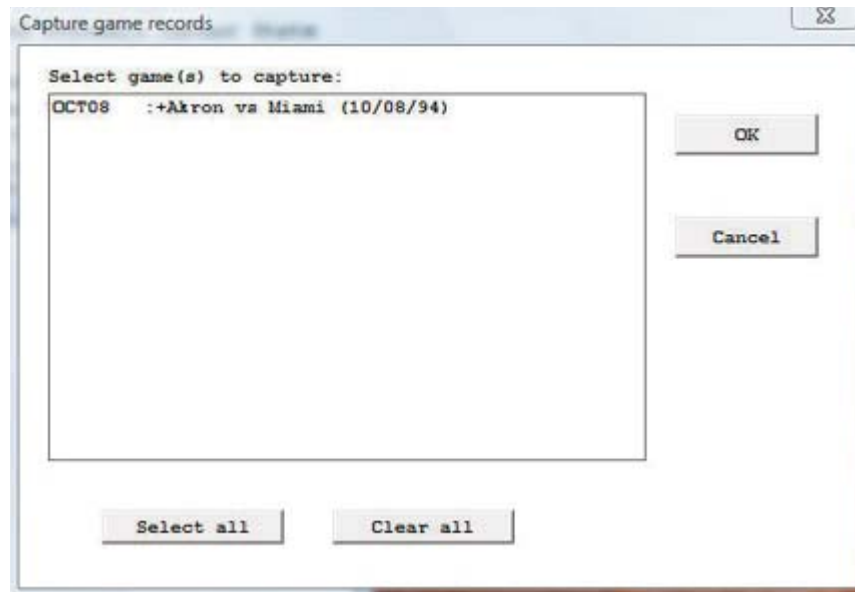 Capture game records
Select game(s) to capture:
OCT08 :+Akron vs Miami (10/08/94)
OK
Cancel
Select all
Clear all